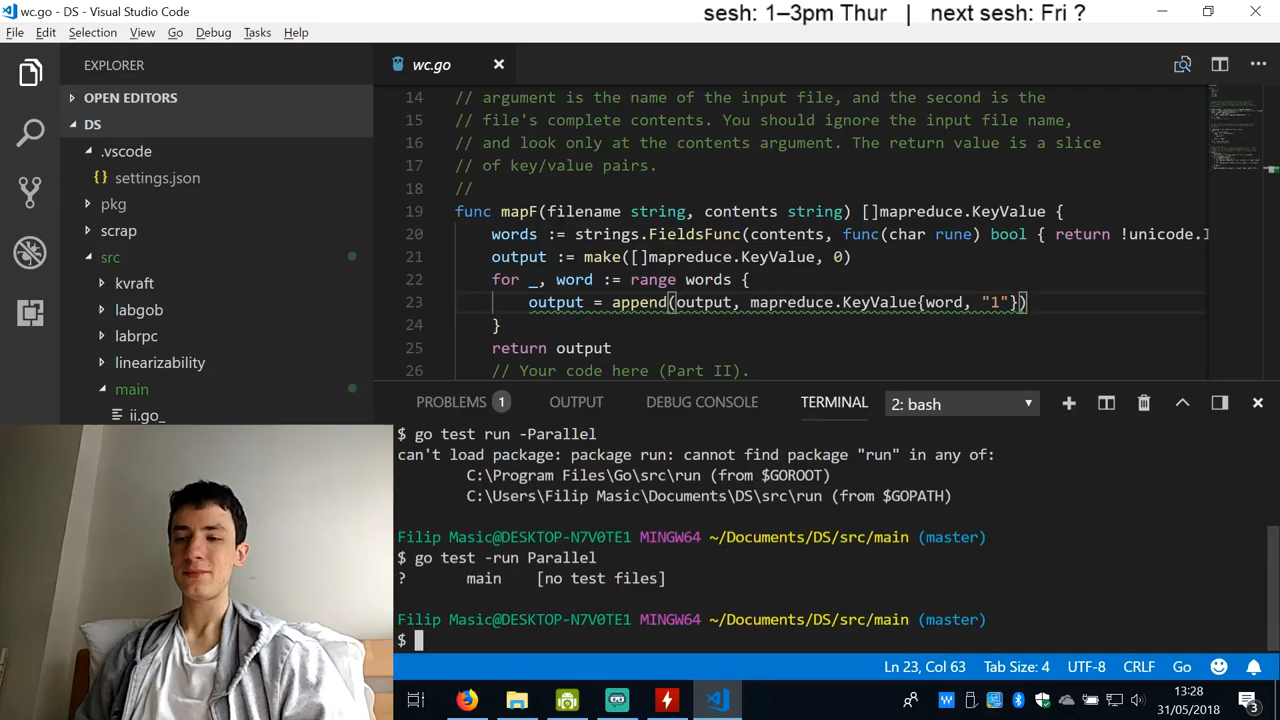 wc.go - DS - Visual Studio Code
sesh: 1–3pm Thur | next sesh: Fri ?
File Edit Selection View Go Debug Tasks Help
EXPLORER
OPEN EDITORS
DS
.vscode
{} settings.json
pkg
scrap
src
kvraft
labgob
labrpc
linearizability
main
ii.go_
wc.go
14 // argument is the name of the input file, and the second is the
15 // file's complete contents. You should ignore the input file name,
16 // and look only at the contents argument. The return value is a slice
17 // of key/value pairs.
18 //
19 func mapF(filename string, contents string) []mapreduce.KeyValue {
20 words := strings.FieldsFunc(contents, func(char rune) bool { return !unicode.
21 output := make([]mapreduce.KeyValue, 0)
22 for _, word := range words {
23 output = append(output, mapreduce.KeyValue{word, "1"})
24 }
25 return output
26 // Your code here (Part II).
PROBLEMS 1 OUTPUT DEBUG CONSOLE TERMINAL 2: bash
$ go test run -Parallel
can't load package: package run: cannot find package "run" in any of:
C:\Program Files\Go\src\run (from $GOROOT)
C:\Users\Filip Masic\Documents\DS\src\run (from $GOPATH)
Filip Masic@DESKTOP-N7V0TE1 MINGW64 ~/Documents/DS/src/main (master)
$ go test -run Parallel
? main [no test files]
Filip Masic@DESKTOP-N7V0TE1 MINGW64 ~/Documents/DS/src/main (master)
$
Ln 23, Col 63 Tab Size: 4 UTF-8 CRLF Go
13:28
31/05/2018
3